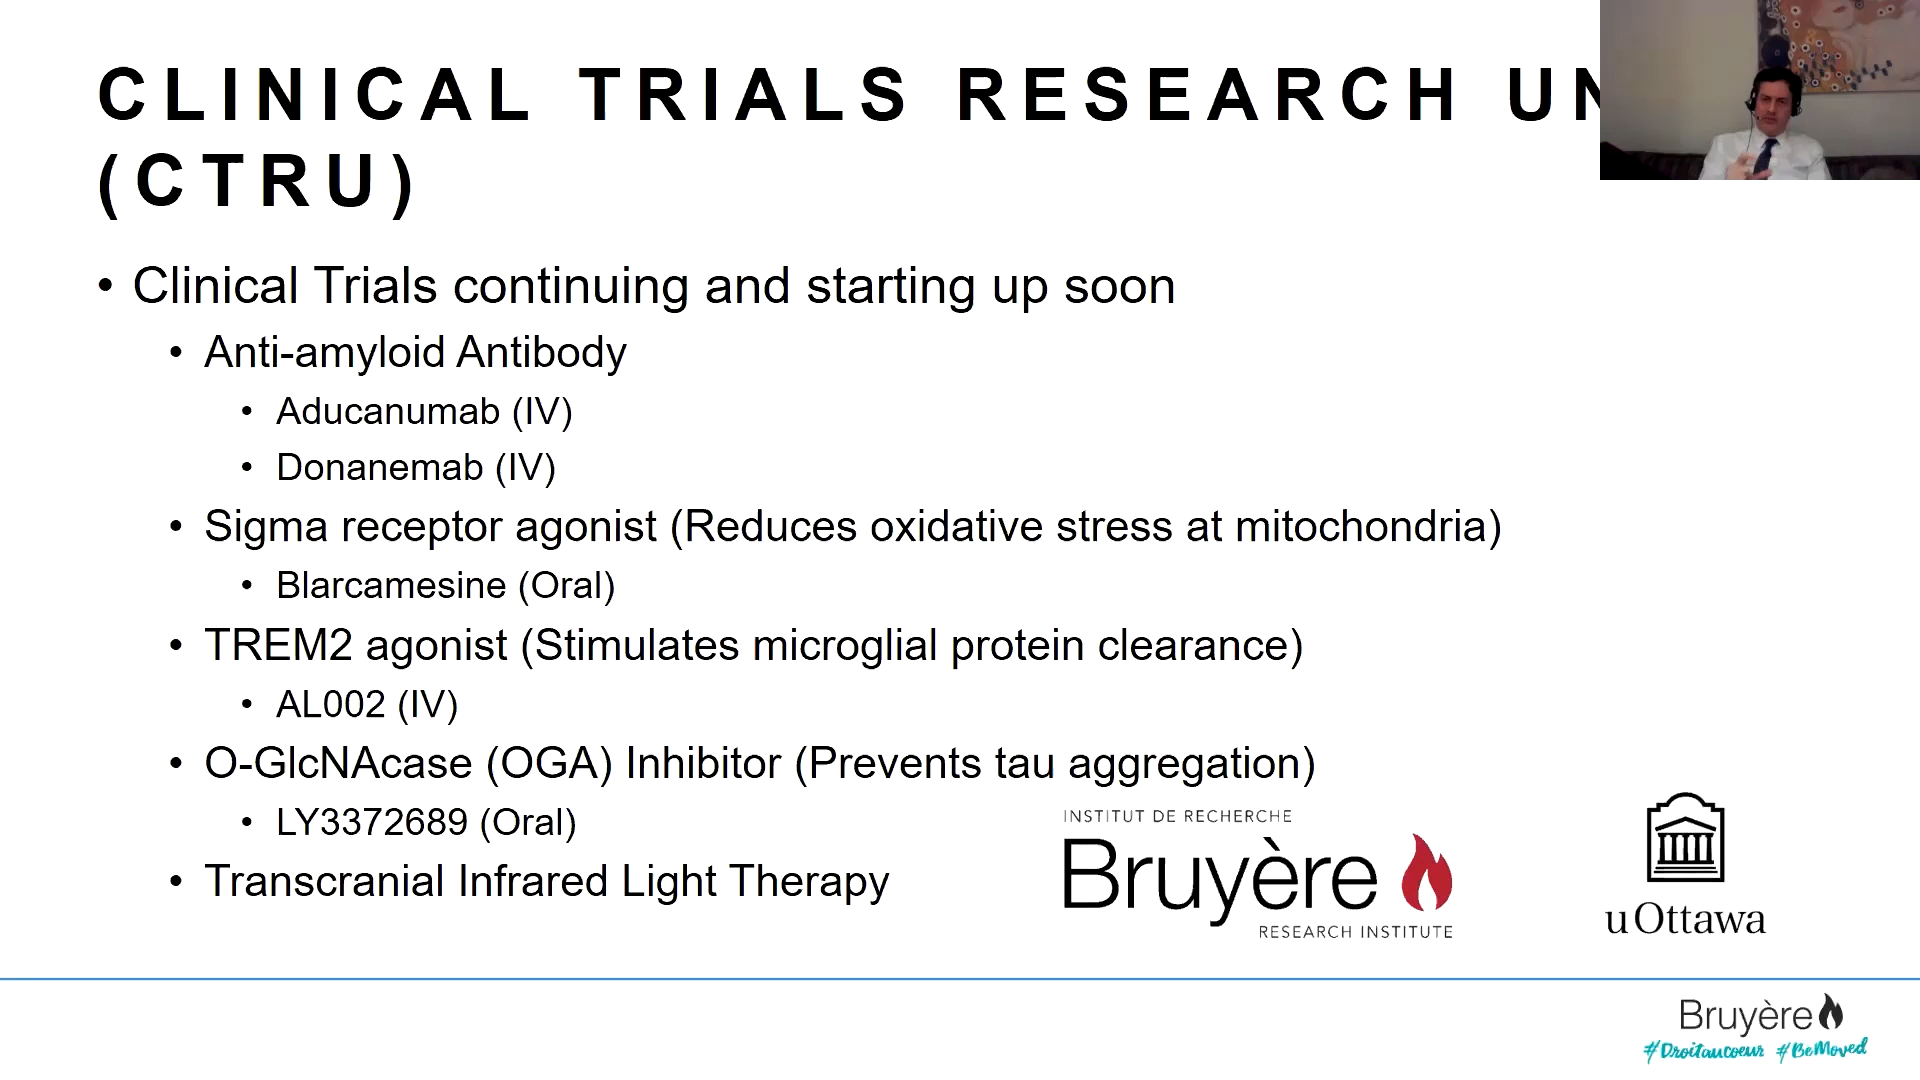 CLINICAL TRIALS RESEARCH UN
(CTRU)
• Clinical Trials continuing and starting up soon
• Anti-amyloid Antibody
• Aducanumab (IV)
• Donanemab (IV)
• Sigma receptor agonist (Reduces oxidative stress at mitochondria)
• Blarcamesine (Oral)
• TREM2 agonist (Stimulates microglial protein clearance)
• AL002 (IV)
• O-GlcNAcase (OGA) Inhibitor (Prevents tau aggregation)
• LY3372689 (Oral)
• Transcranial Infrared Light Therapy
INSTITUT DE RECHERCHE
Bruyère
RESEARCH INSTITUTE
uOttawa
Bruyère
#Droitaucoeur #BeMoved